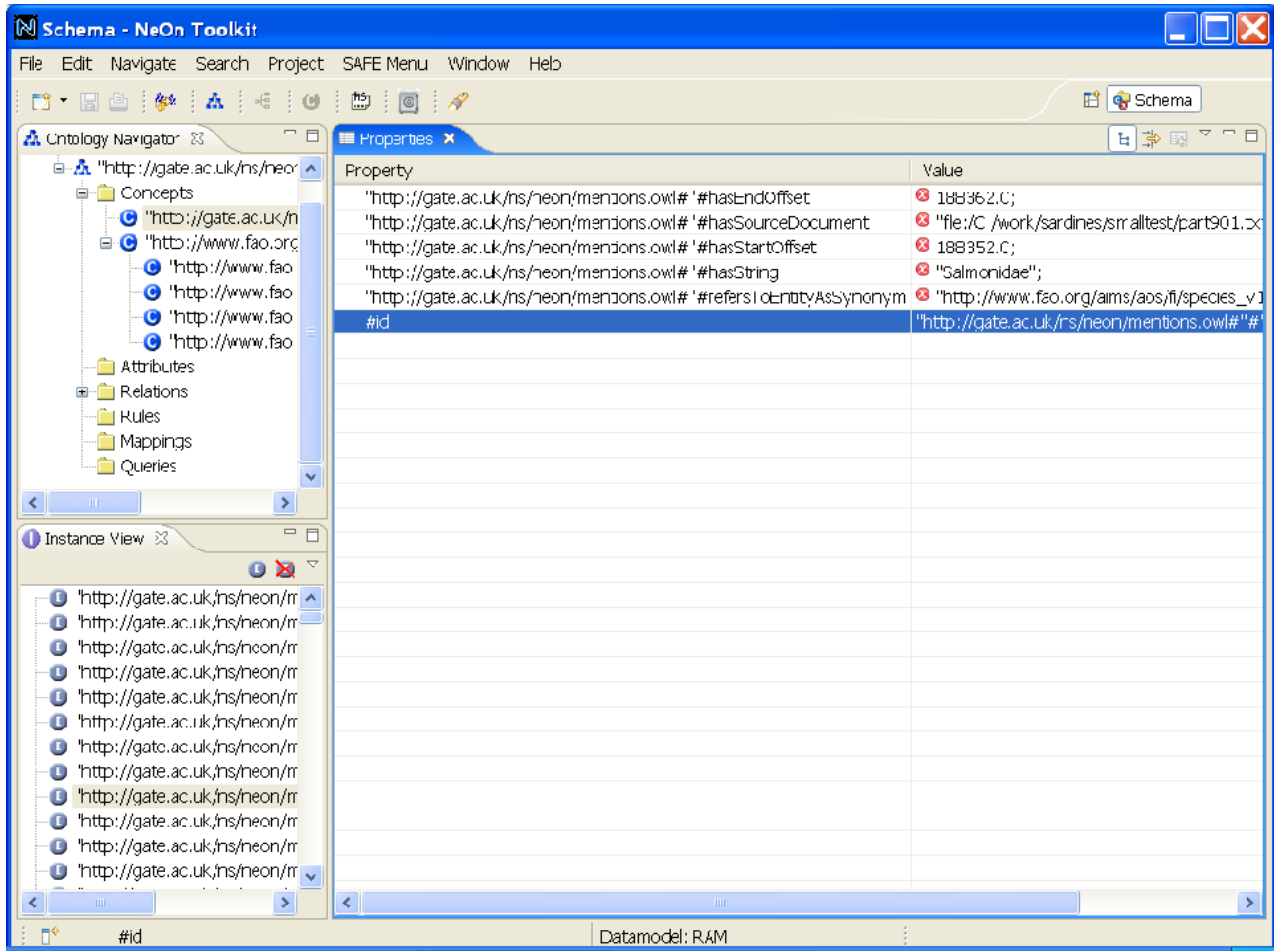 Schema - NeOn Toolkit
File Edit Navigate Search Project SAFE Menu Window Help
Schema
Ontology Navigator
"http://gate.ac.uk/ns/neor
Concepts
"http://gate.ac.uk/n
"http://www.fao.org
"http://www.fao
"http://www.fao
"http://www.fao
"http://www.fao
Attributes
Relations
Rules
Mappings
Queries
Properties
Property Value
"http://gate.ac.uk/ns/neon/mentions.owl#"#hasEndOffset 188362.0;
"http://gate.ac.uk/ns/neon/mentions.owl#"#hasSourceDocument "file:/C:/work/sardines/smalltest/part901.txt
"http://gate.ac.uk/ns/neon/mentions.owl#"#hasStartOffset 188352.0;
"http://gate.ac.uk/ns/neon/mentions.owl#"#hasString "Salmonidae";
"http://gate.ac.uk/ns/neon/mentions.owl#"#refersToEntityAsSynonym "http://www.fao.org/aims/aos/fi/species_v1
#id "http://gate.ac.uk/ns/neon/mentions.owl#"#"
Instance View
"http://gate.ac.uk/ns/neon/m
"http://gate.ac.uk/ns/neon/m
"http://gate.ac.uk/ns/neon/m
"http://gate.ac.uk/ns/neon/m
"http://gate.ac.uk/ns/neon/m
"http://gate.ac.uk/ns/neon/m
"http://gate.ac.uk/ns/neon/m
"http://gate.ac.uk/ns/neon/m
"http://gate.ac.uk/ns/neon/m
"http://gate.ac.uk/ns/neon/m
"http://gate.ac.uk/ns/neon/m
"http://gate.ac.uk/ns/neon/m
#id Datamodel: RAM